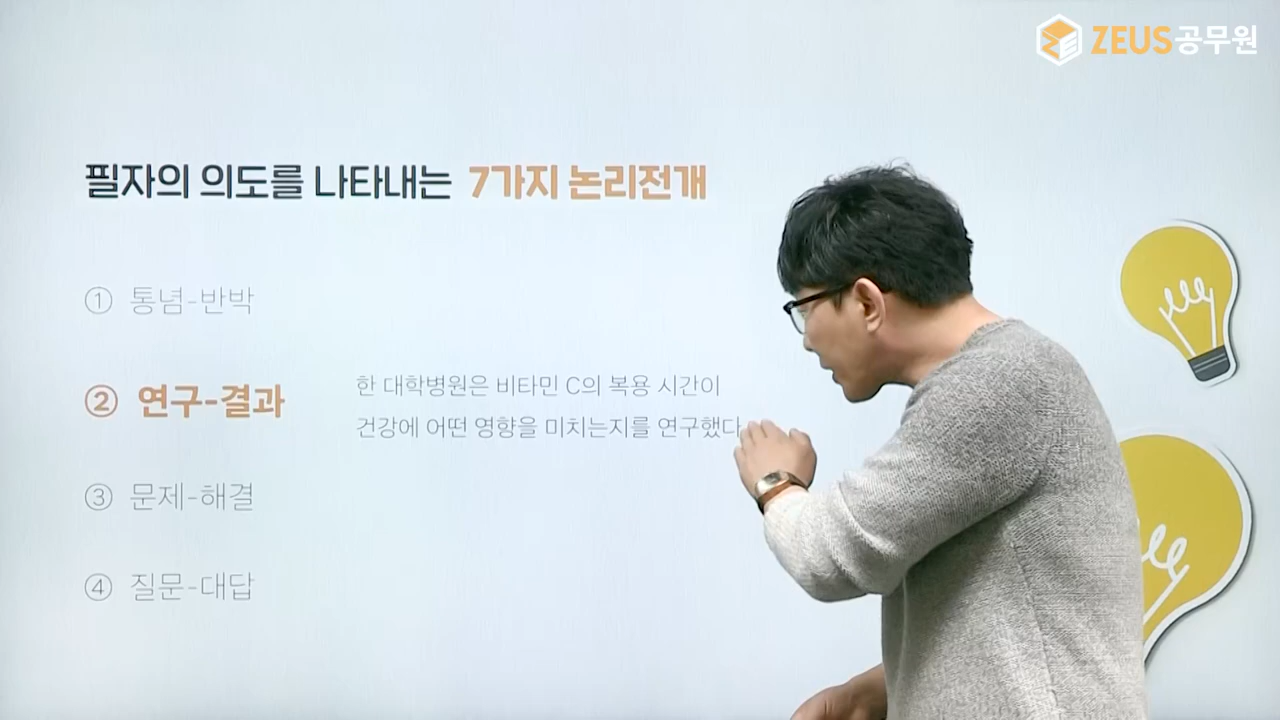 ZEUS공무원
필자의 의도를 나타내는 7가지 논리전개
① 통념-반박
② 연구-결과
한 대학병원은 비타민 C의 복용 시간이
건강에 어떤 영향을 미치는지를 연구했다
③ 문제-해결
④ 질문-대답